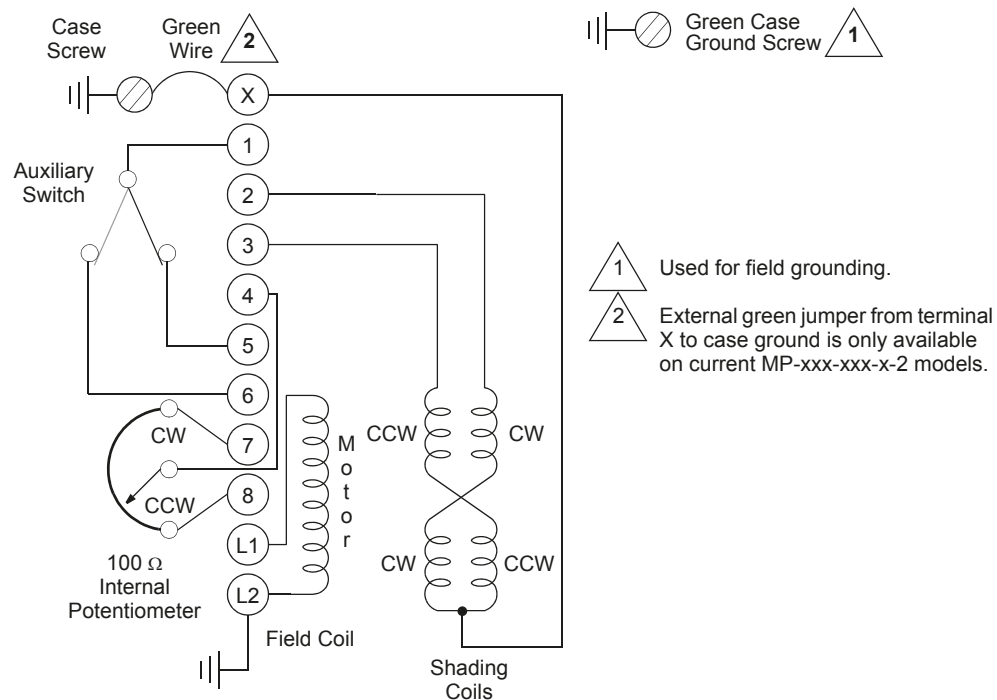 Case
Screw
Green
Wire
2
Green Case
Ground Screw
1
X
1
Auxiliary
Switch
2
3
4
5
6
CW
7
CCW
8
L1
L2
100 Ω
Internal
Potentiometer
Motor
Field Coil
CCW
CW
CW
CCW
Shading
Coils
1
Used for field grounding.
2
External green jumper from terminal
X to case ground is only available
on current MP-xxx-xxx-x-2 models.